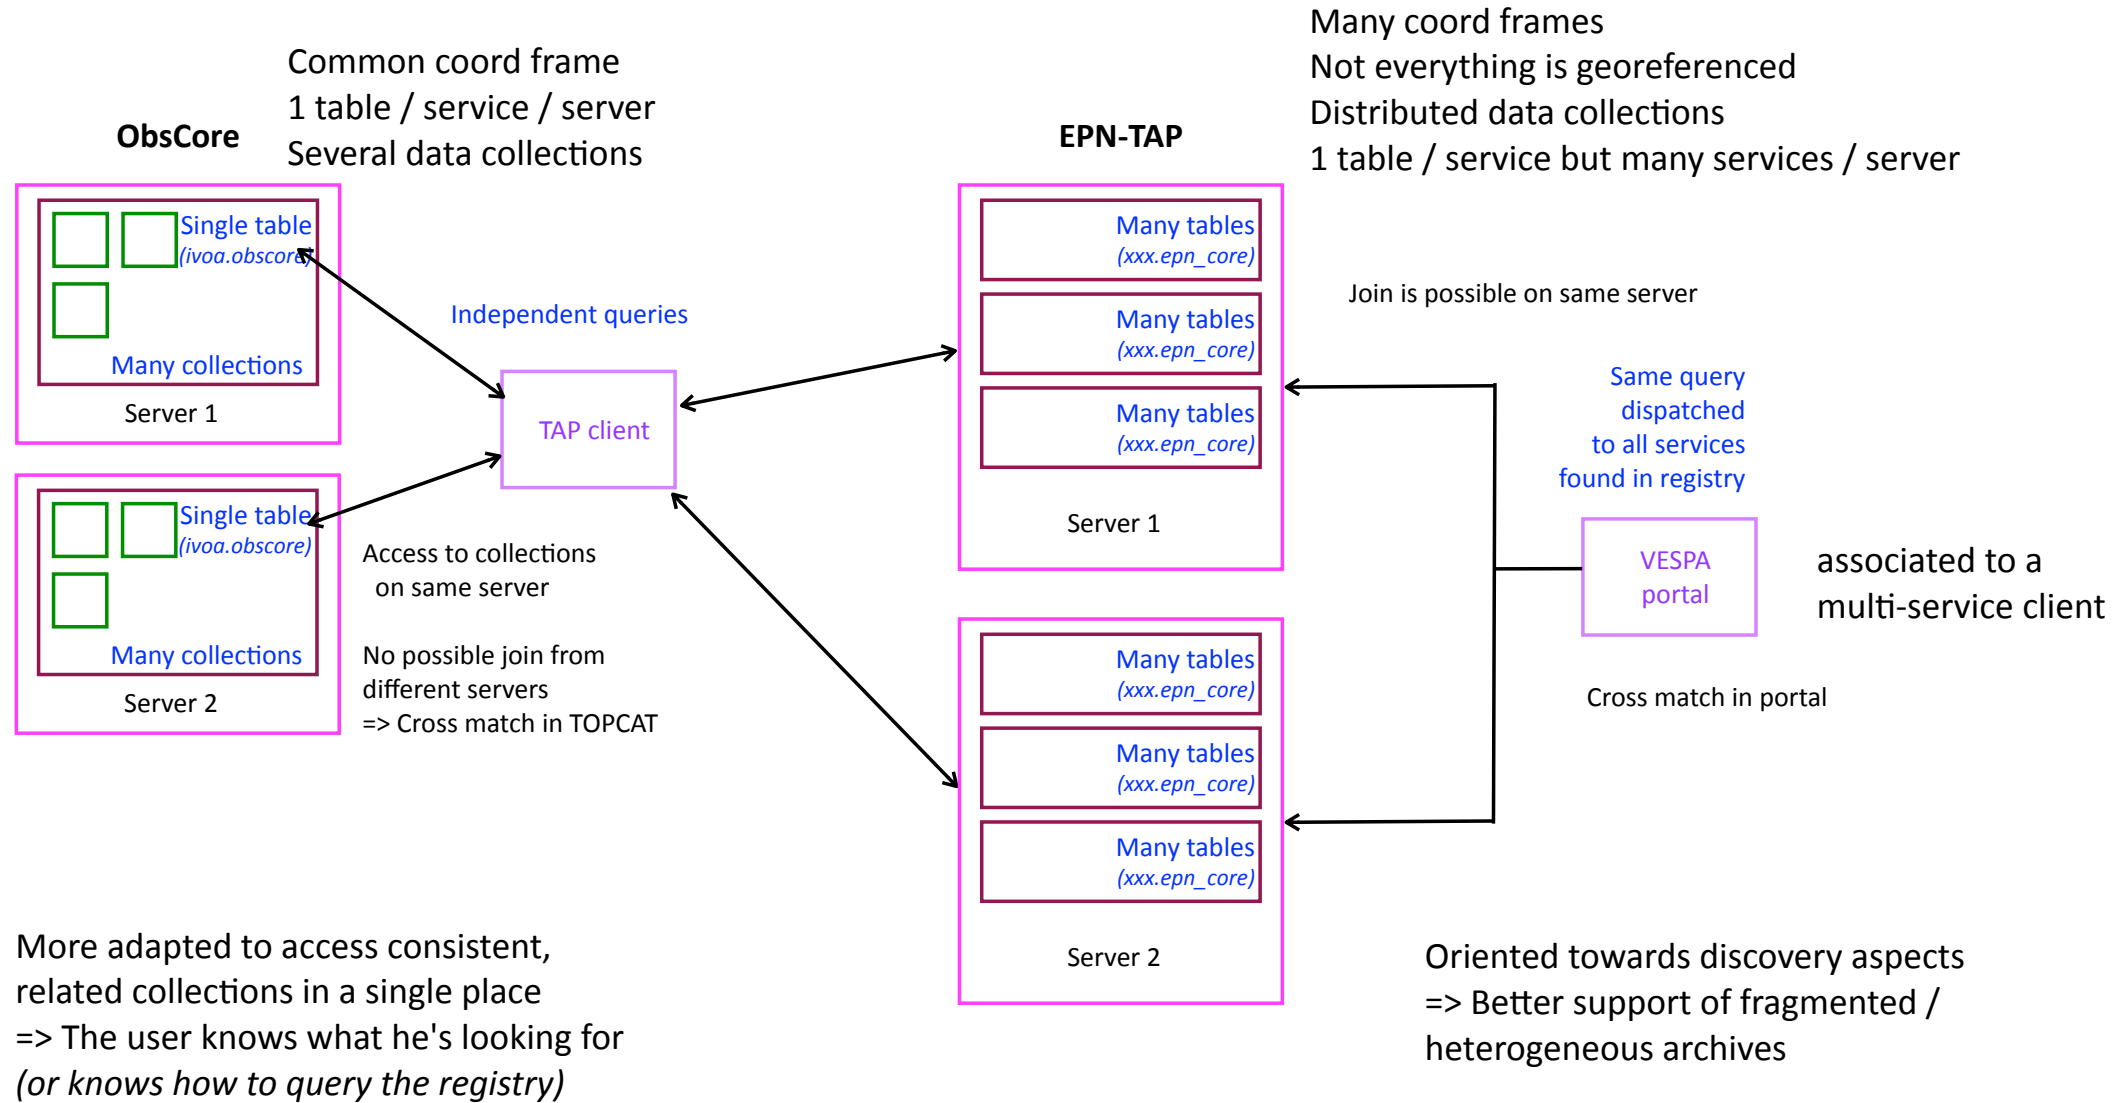 Common coord frame
1 table / service / server
Several data collections
ObsCore
Single table
(ivoa.obscore)
Many collections
Server 1
Single table
(ivoa.obscore)
Many collections
Server 2
Independent queries
TAP client
Access to collections
on same server
No possible join from
different servers
=> Cross match in TOPCAT
More adapted to access consistent,
related collections in a single place
=> The user knows what he's looking for
(or knows how to query the registry)
Many coord frames
Not everything is georeferenced
Distributed data collections
1 table / service but many services / server
EPN-TAP
Many tables
(xxx.epn_core)
Many tables
(xxx.epn_core)
Many tables
(xxx.epn_core)
Server 1
Many tables
(xxx.epn_core)
Many tables
(xxx.epn_core)
Many tables
(xxx.epn_core)
Server 2
Join is possible on same server
Same query
dispatched
to all services
found in registry
VESPA
portal
associated to a
multi-service client
Cross match in portal
Oriented towards discovery aspects
=> Better support of fragmented /
heterogeneous archives